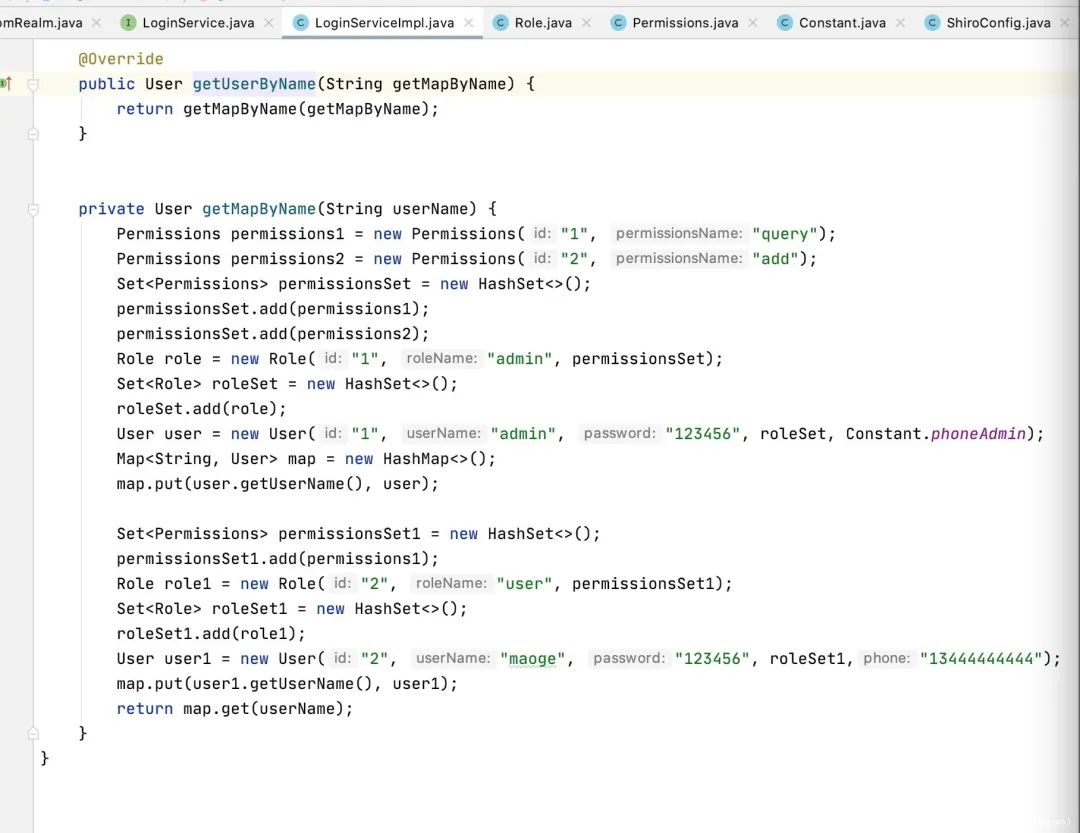 omRealm.java LoginService.java LoginServiceImpl.java Role.java Permissions.java Constant.java ShiroConfig.java
@Override
public User getUserByName(String getMapByName) {
return getMapByName(getMapByName);
}
private User getMapByName(String userName) {
Permissions permissions1 = new Permissions( id: "1", permissionsName: "query");
Permissions permissions2 = new Permissions( id: "2", permissionsName: "add");
Set<Permissions> permissionsSet = new HashSet<>();
permissionsSet.add(permissions1);
permissionsSet.add(permissions2);
Role role = new Role( id: "1", roleName: "admin", permissionsSet);
Set<Role> roleSet = new HashSet<>();
roleSet.add(role);
User user = new User( id: "1", userName: "admin", password: "123456", roleSet, Constant.phoneAdmin);
Map<String, User> map = new HashMap<>();
map.put(user.getUserName(), user);
Set<Permissions> permissionsSet1 = new HashSet<>();
permissionsSet1.add(permissions1);
Role role1 = new Role( id: "2", roleName: "user", permissionsSet1);
Set<Role> roleSet1 = new HashSet<>();
roleSet1.add(role1);
User user1 = new User( id: "2", userName: "maoge", password: "123456", roleSet1, phone: "13444444444");
map.put(user1.getUserName(), user1);
return map.get(userName);
}
}